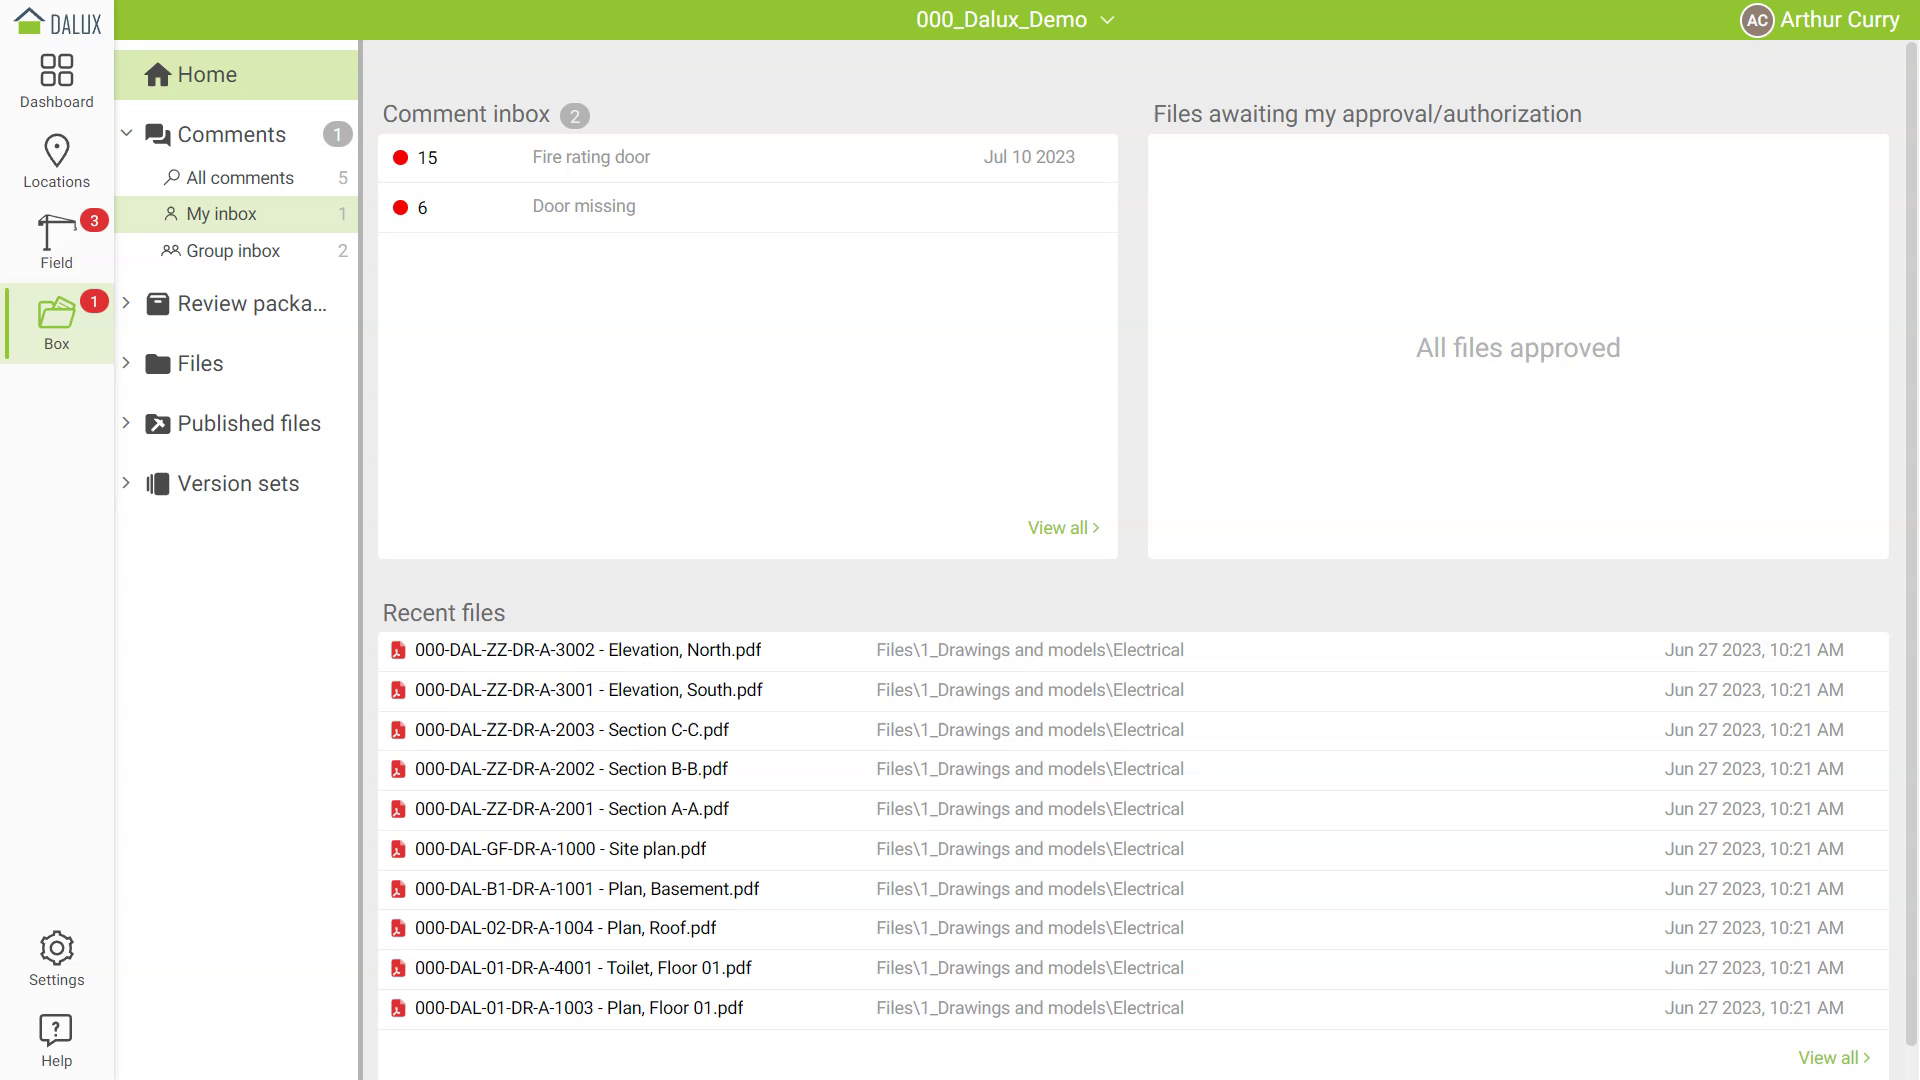 DALUX
000_Dalux_Demo
AC Arthur Curry
Dashboard
Locations
3
Field
1
Box
Settings
?
Help
Home
Comments 1
All comments 5
My inbox 1
Group inbox 2
Review packa...
Files
Published files
Version sets
Comment inbox 2
15 Fire rating door Jul 10 2023
6 Door missing
View all >
Files awaiting my approval/authorization
All files approved
Recent files
000-DAL-ZZ-DR-A-3002 - Elevation, North.pdf Files\1_Drawings and models\Electrical Jun 27 2023, 10:21 AM
000-DAL-ZZ-DR-A-3001 - Elevation, South.pdf Files\1_Drawings and models\Electrical Jun 27 2023, 10:21 AM
000-DAL-ZZ-DR-A-2003 - Section C-C.pdf Files\1_Drawings and models\Electrical Jun 27 2023, 10:21 AM
000-DAL-ZZ-DR-A-2002 - Section B-B.pdf Files\1_Drawings and models\Electrical Jun 27 2023, 10:21 AM
000-DAL-ZZ-DR-A-2001 - Section A-A.pdf Files\1_Drawings and models\Electrical Jun 27 2023, 10:21 AM
000-DAL-GF-DR-A-1000 - Site plan.pdf Files\1_Drawings and models\Electrical Jun 27 2023, 10:21 AM
000-DAL-B1-DR-A-1001 - Plan, Basement.pdf Files\1_Drawings and models\Electrical Jun 27 2023, 10:21 AM
000-DAL-02-DR-A-1004 - Plan, Roof.pdf Files\1_Drawings and models\Electrical Jun 27 2023, 10:21 AM
000-DAL-01-DR-A-4001 - Toilet, Floor 01.pdf Files\1_Drawings and models\Electrical Jun 27 2023, 10:21 AM
000-DAL-01-DR-A-1003 - Plan, Floor 01.pdf Files\1_Drawings and models\Electrical Jun 27 2023, 10:21 AM
View all >